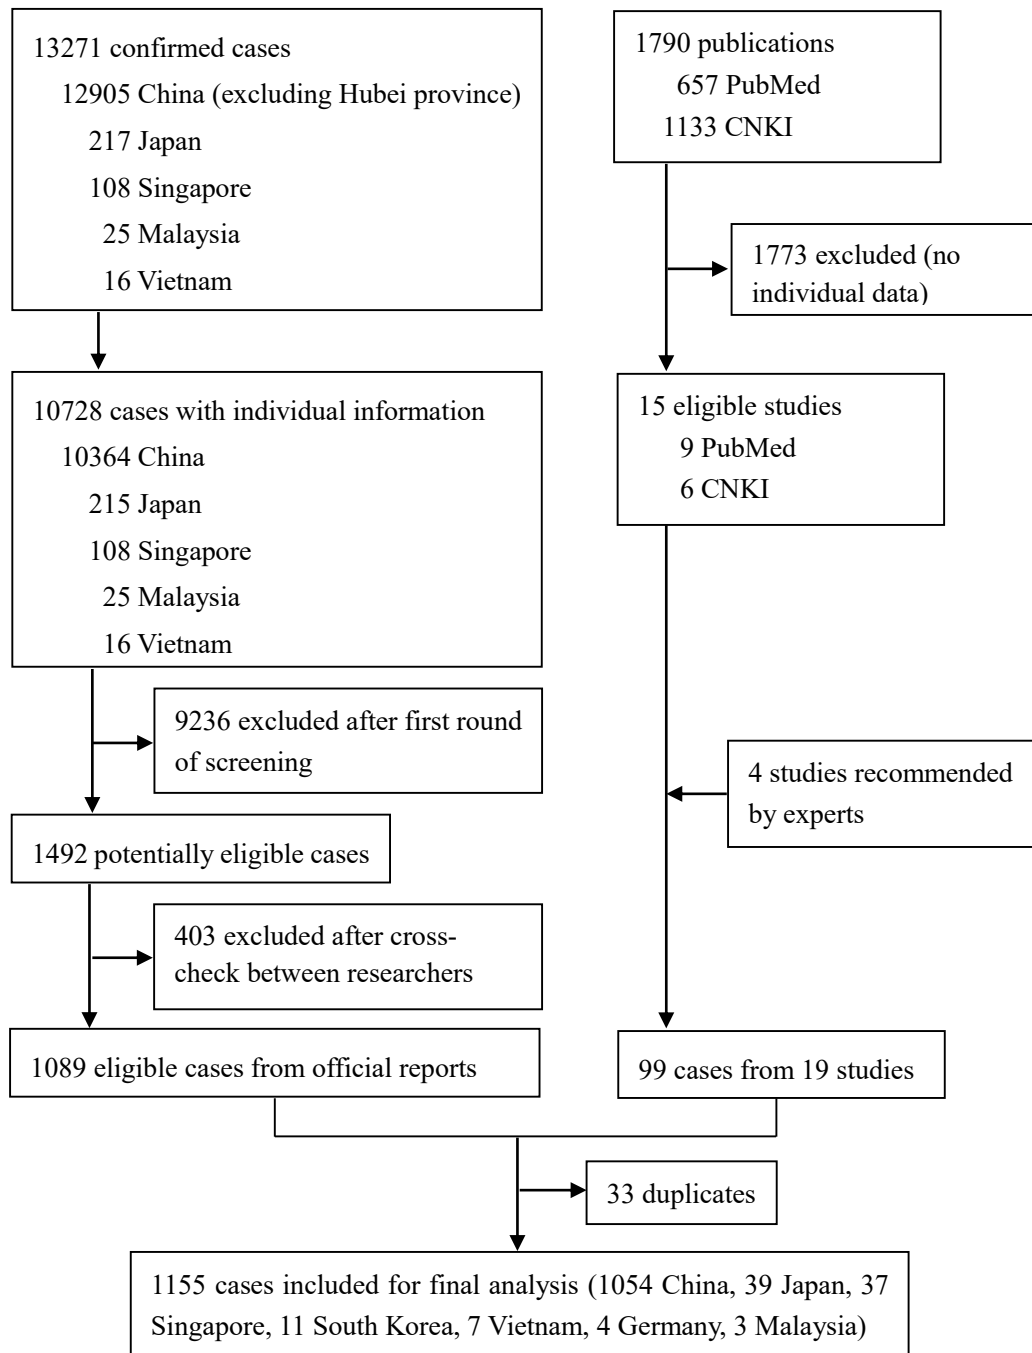 13271 confirmed cases
12905 China (excluding Hubei province)
217 Japan
108 Singapore
25 Malaysia
16 Vietnam
10728 cases with individual information
10364 China
215 Japan
108 Singapore
25 Malaysia
16 Vietnam
9236 excluded after first round
of screening
1492 potentially eligible cases
403 excluded after cross-
check between researchers
1089 eligible cases from official reports
1790 publications
657 PubMed
1133 CNKI
1773 excluded (no
individual data)
15 eligible studies
9 PubMed
6 CNKI
4 studies recommended
by experts
99 cases from 19 studies
33 duplicates
1155 cases included for final analysis (1054 China, 39 Japan, 37
Singapore, 11 South Korea, 7 Vietnam, 4 Germany, 3 Malaysia)